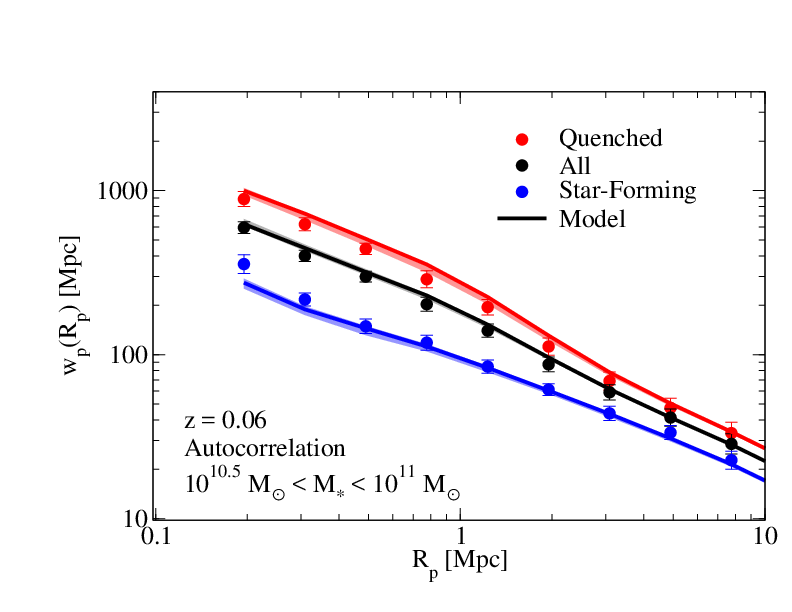 Quenched
All
Star-Forming
Model
1000
100
10
w_p(R_p) [Mpc]
z = 0.06
Autocorrelation
10^10.5 M_⊙ < M_* < 10^11 M_⊙
0.1
1
10
R_p [Mpc]